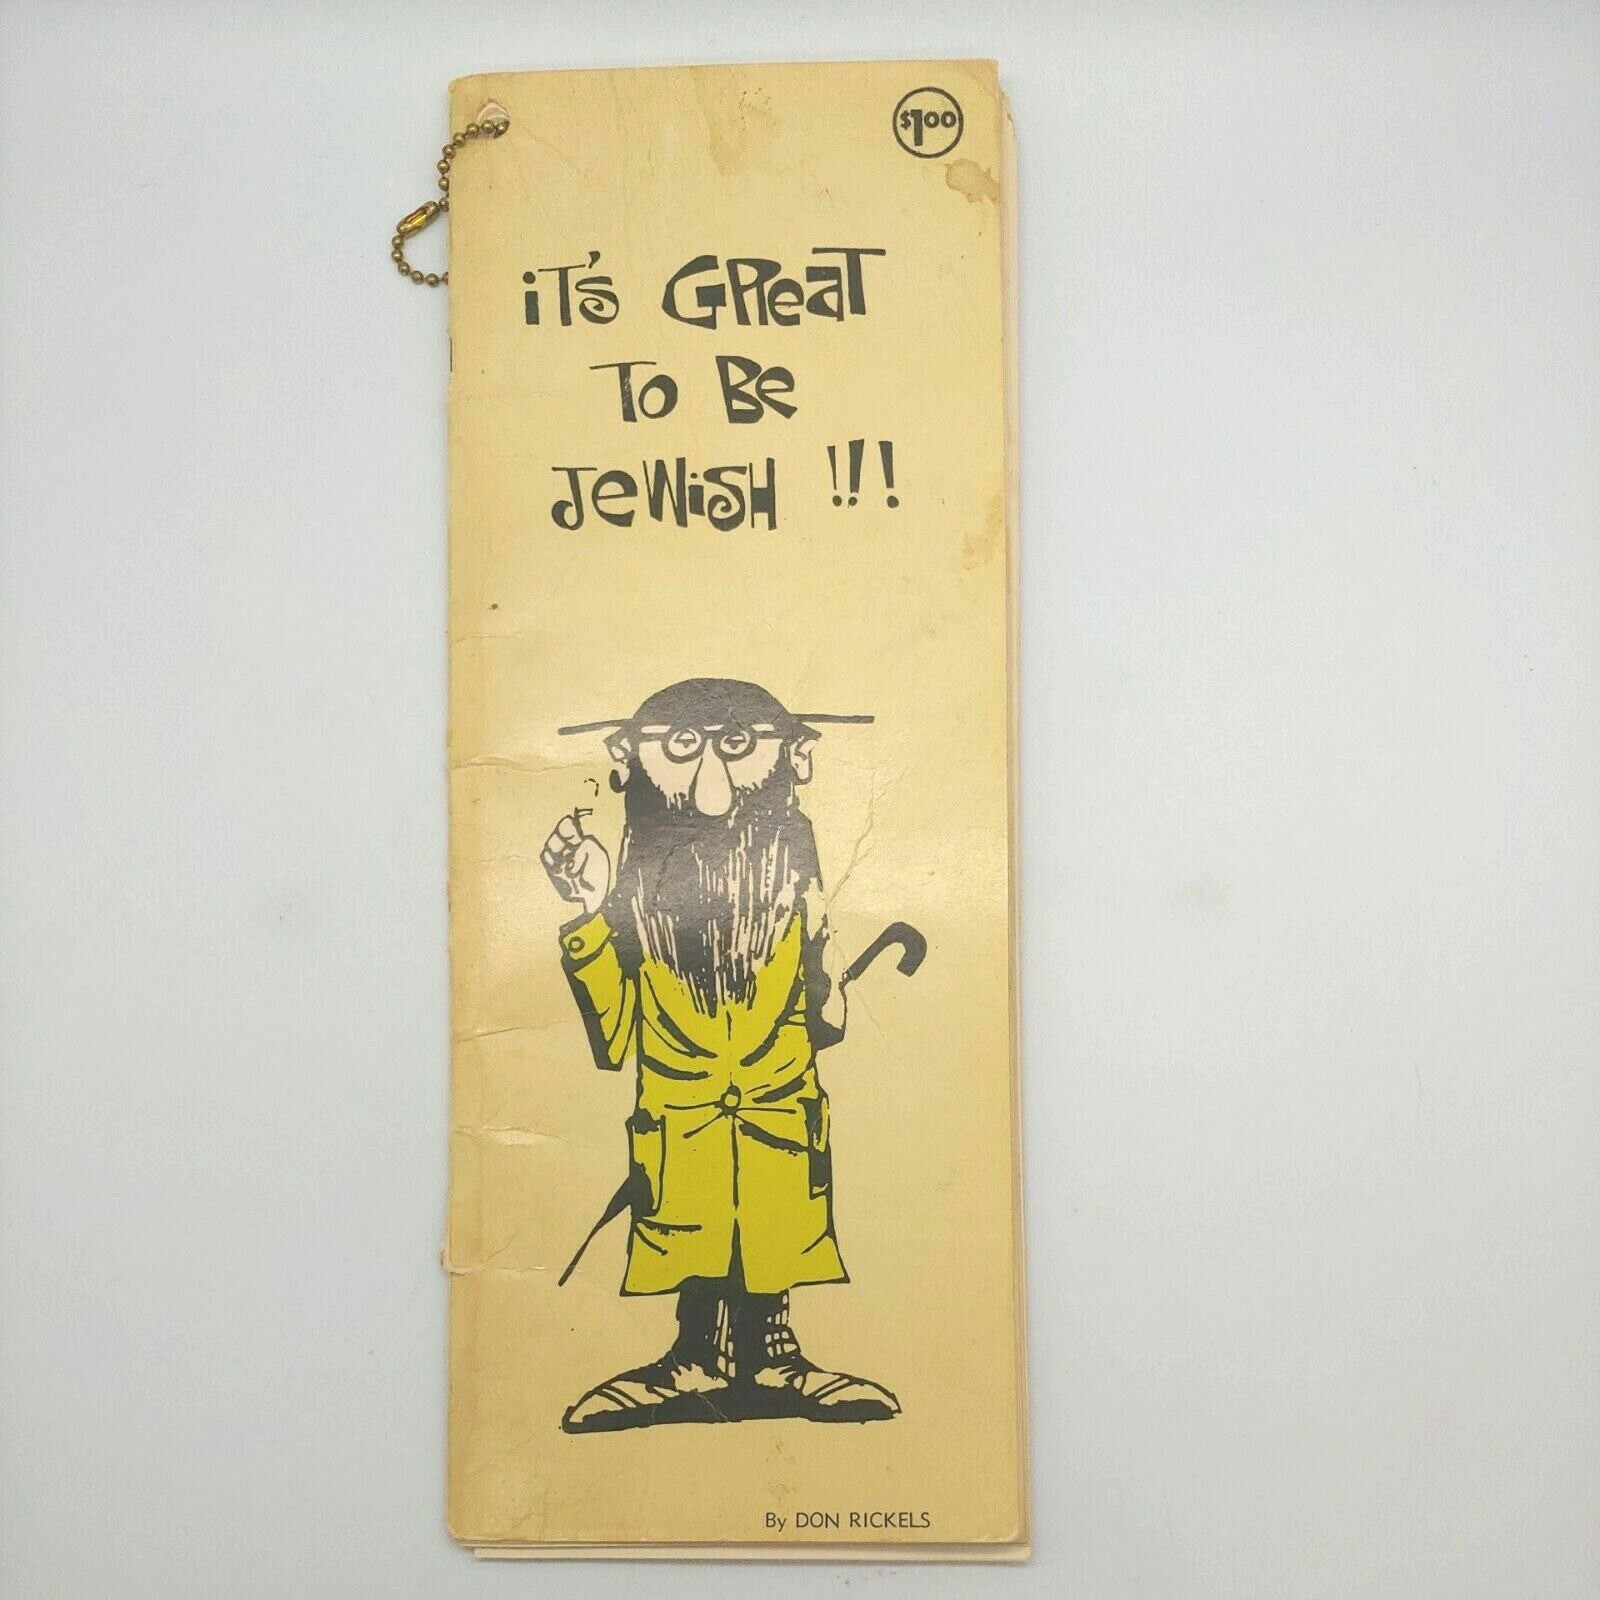 $1.00
iT's GReaT
To Be
JeWiSH !!!
By DON RICKELS